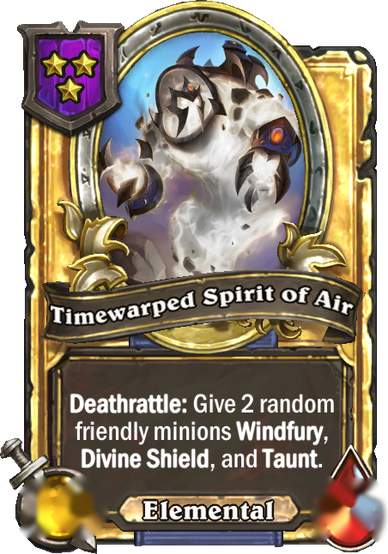 Timewarped Spirit of Air
Deathrattle: Give 2 random
friendly minions Windfury,
Divine Shield, and Taunt.
Elemental